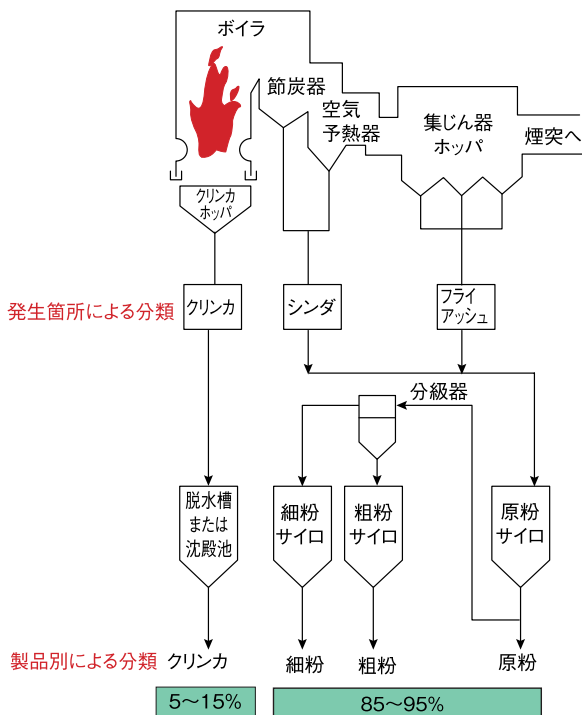 ボイラ
節炭器
空気
予熱器
集じん器
ホッパ
煙突へ
クリンカ
ホッパ
発生箇所による分類
クリンカ
シンダ
フライ
アッシュ
分級器
脱水槽
または
沈殿池
細粉
サイロ
粗粉
サイロ
原粉
サイロ
製品別による分類
クリンカ
細粉
粗粉
原粉
5〜15%
85〜95%